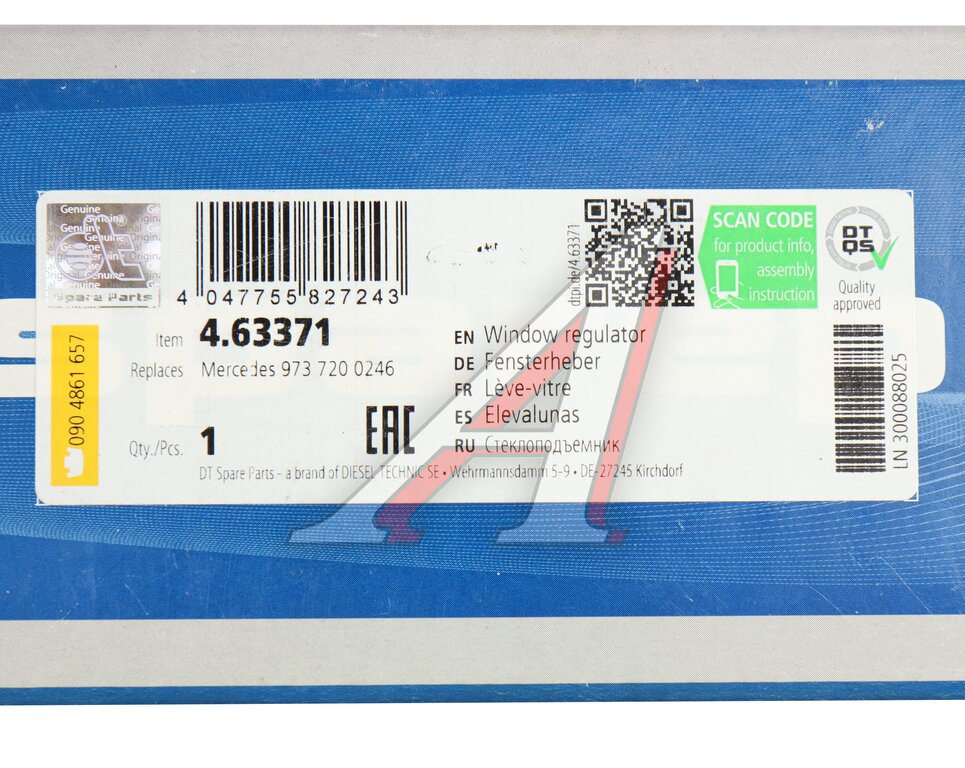 Genuine
Spare Parts
4 047755 827243
dtpi.de/4.63371
SCAN CODE
for product info,
assembly
instruction
DT
QS
Quality
approved
090 4861 657
Item 4.63371
Replaces Mercedes 973 720 0246
Qty./Pcs. 1
EAC
EN Window regulator
DE Fensterheber
FR Lève-vitre
ES Elevalunas
RU Стеклоподъемник
DT Spare Parts – a brand of DIESEL TECHNIC SE • Wehrmannsdamm 5-9 • DE-27245 Kirchdorf
LN 300088025